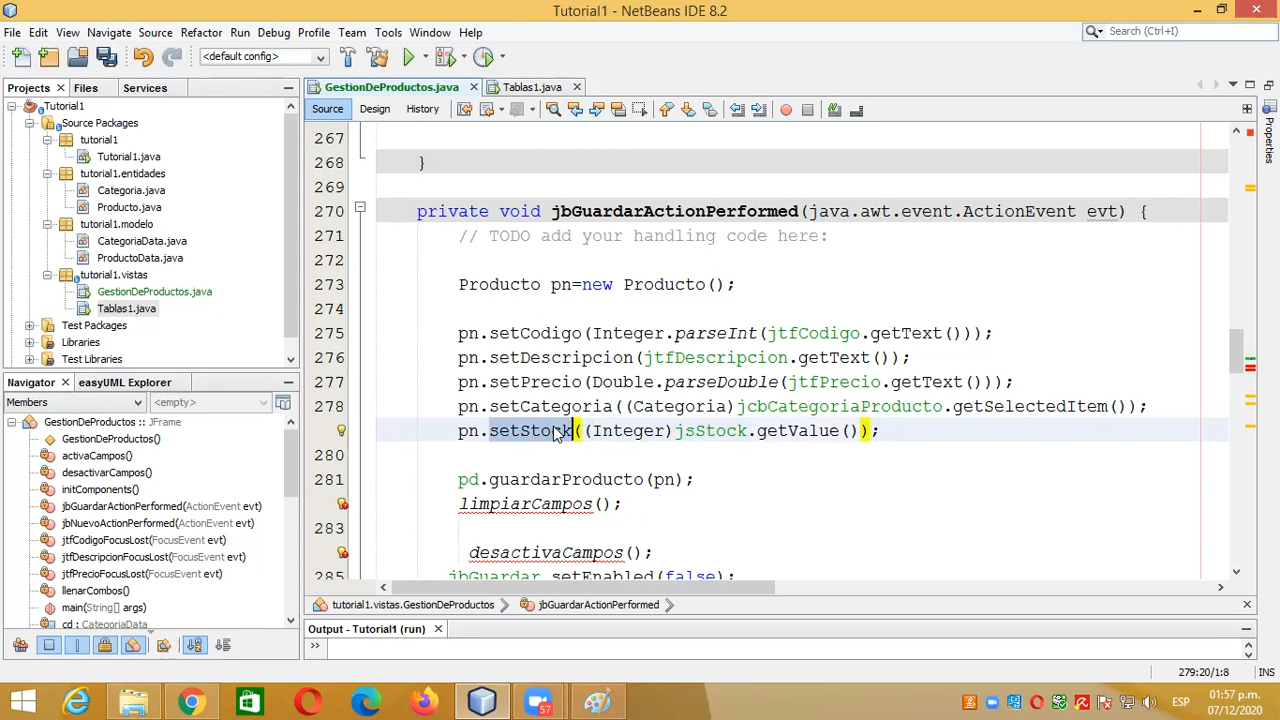 Tutorial1 - NetBeans IDE 8.2
File Edit View Navigate Source Refactor Run Debug Profile Team Tools Window Help
Search (Ctrl+I)
<default config>
Projects Files Services
GestionDeProductos.java Tablas1.java
Source Design History
Tutorial1
Source Packages
tutorial1
Tutorial1.java
tutorial1.entidades
Categoria.java
Producto.java
tutorial1.modelo
CategoriaData.java
ProductoData.java
tutorial1.vistas
GestionDeProductos.java
Tablas1.java
Test Packages
Libraries
Test Libraries
Navigator easyUML Explorer
Members <empty>
GestionDeProductos :: JFrame
GestionDeProductos()
activaCampos()
desactivarCampos()
initComponents()
jbGuardarActionPerformed(ActionEvent evt)
jbNuevoActionPerformed(ActionEvent evt)
jtfCodigoFocusLost(FocusEvent evt)
jtfDescripcionFocusLost(FocusEvent evt)
jtfPrecioFocusLost(FocusEvent evt)
llenarCombos()
main(String[] args)
cd : CategoriaData
267
268 }
269
270 private void jbGuardarActionPerformed(java.awt.event.ActionEvent evt) {
271 // TODO add your handling code here:
272
273 Producto pn=new Producto();
274
275 pn.setCodigo(Integer.parseInt(jtfCodigo.getText()));
276 pn.setDescripcion(jtfDescripcion.getText());
277 pn.setPrecio(Double.parseDouble(jtfPrecio.getText()));
278 pn.setCategoria((Categoria)jcbCategoriaProducto.getSelectedItem());
pn.setStock((Integer)jsStock.getValue());
281 pd.guardarProducto(pn);
limpiarCampos();
283
desactivaCampos();
285 jbGuardar.setEnabled(false);
tutorial1.vistas.GestionDeProductos jbGuardarActionPerformed
Output - Tutorial1 (run)
Properties
279:20/1:8 INS
57
ESP
01:57 p.m.
07/12/2020